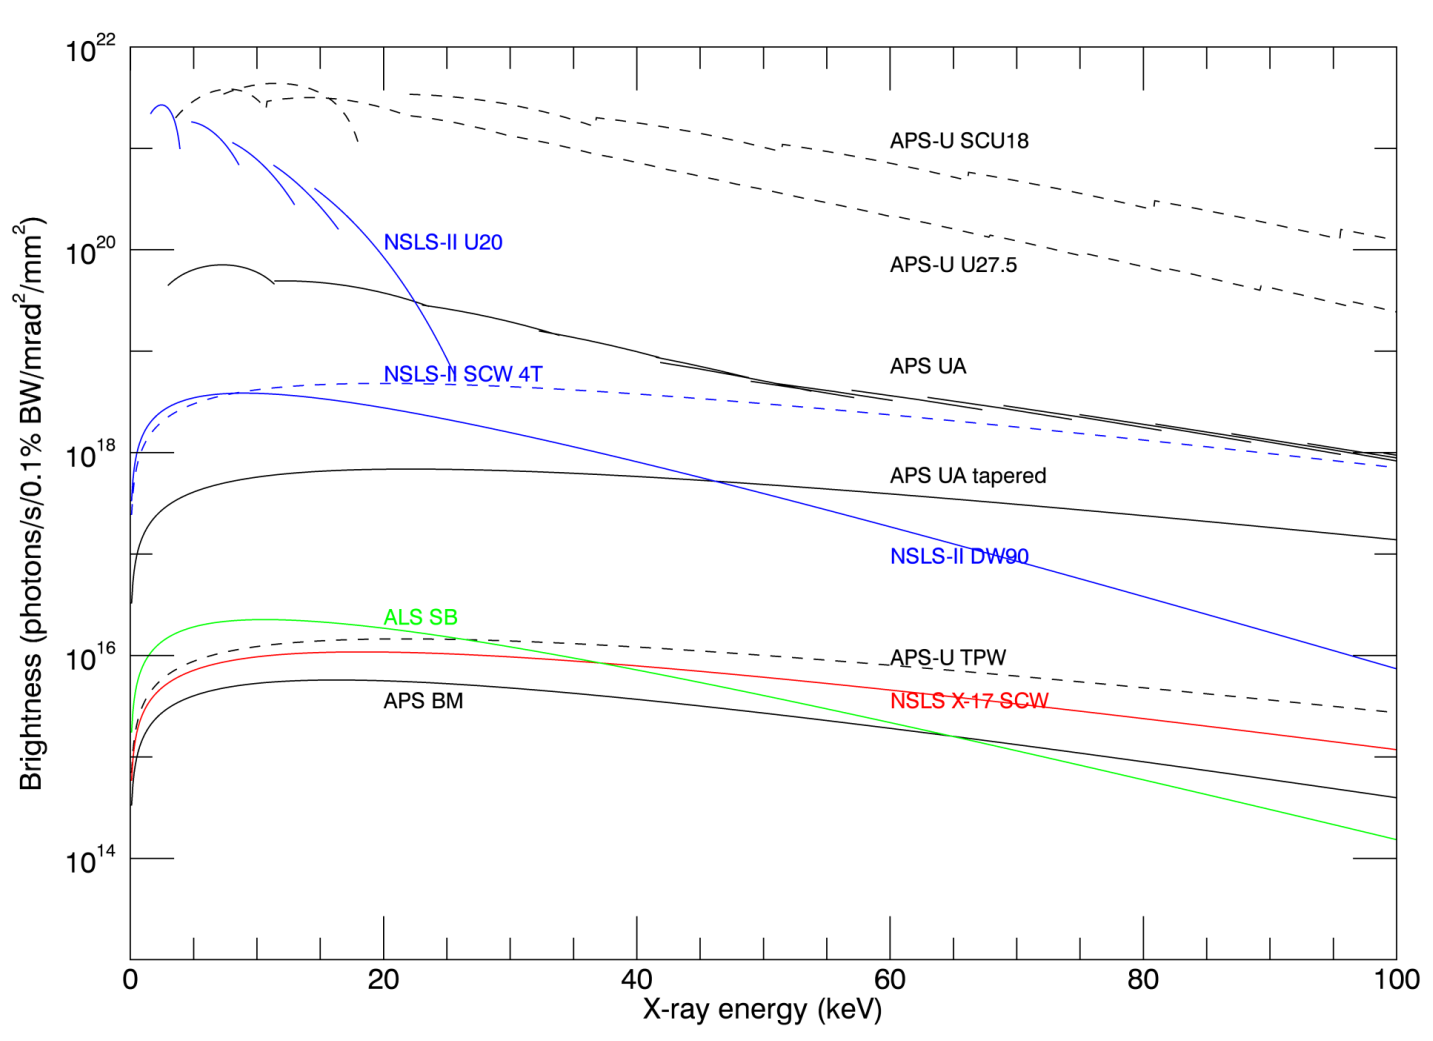 10^22
APS-U SCU18
10^20
NSLS-II U20
APS-U U27.5
APS UA
NSLS-II SCW 4T
10^18
APS UA tapered
NSLS-II DW90
ALS SB
10^16
APS-U TPW
APS BM
NSLS X-17 SCW
10^14
0 20 40 60 80 100
X-ray energy (keV)
Brightness (photons/s/0.1% BW/mrad^2/mm^2)